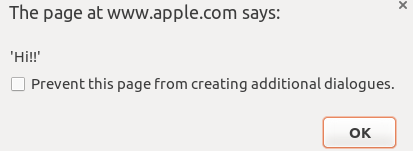 The page at www.apple.com says:
'Hi!!'
Prevent this page from creating additional dialogues.
OK